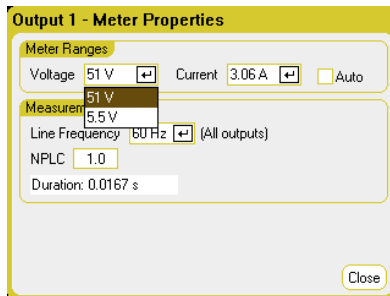 Output 1 - Meter Properties
Meter Ranges
Voltage 51 V Current 3.06 A Auto
51 V
5.5 V
Measurem
Line Frequency 60 Hz (All outputs)
NPLC 1.0
Duration: 0.0167 s
Close